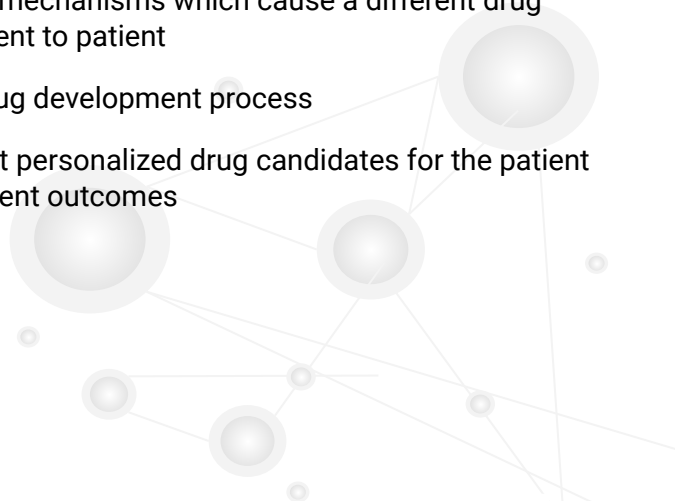 mechanisms which cause a different drug
ent to patient
ug development process
t personalized drug candidates for the patient
ent outcomes